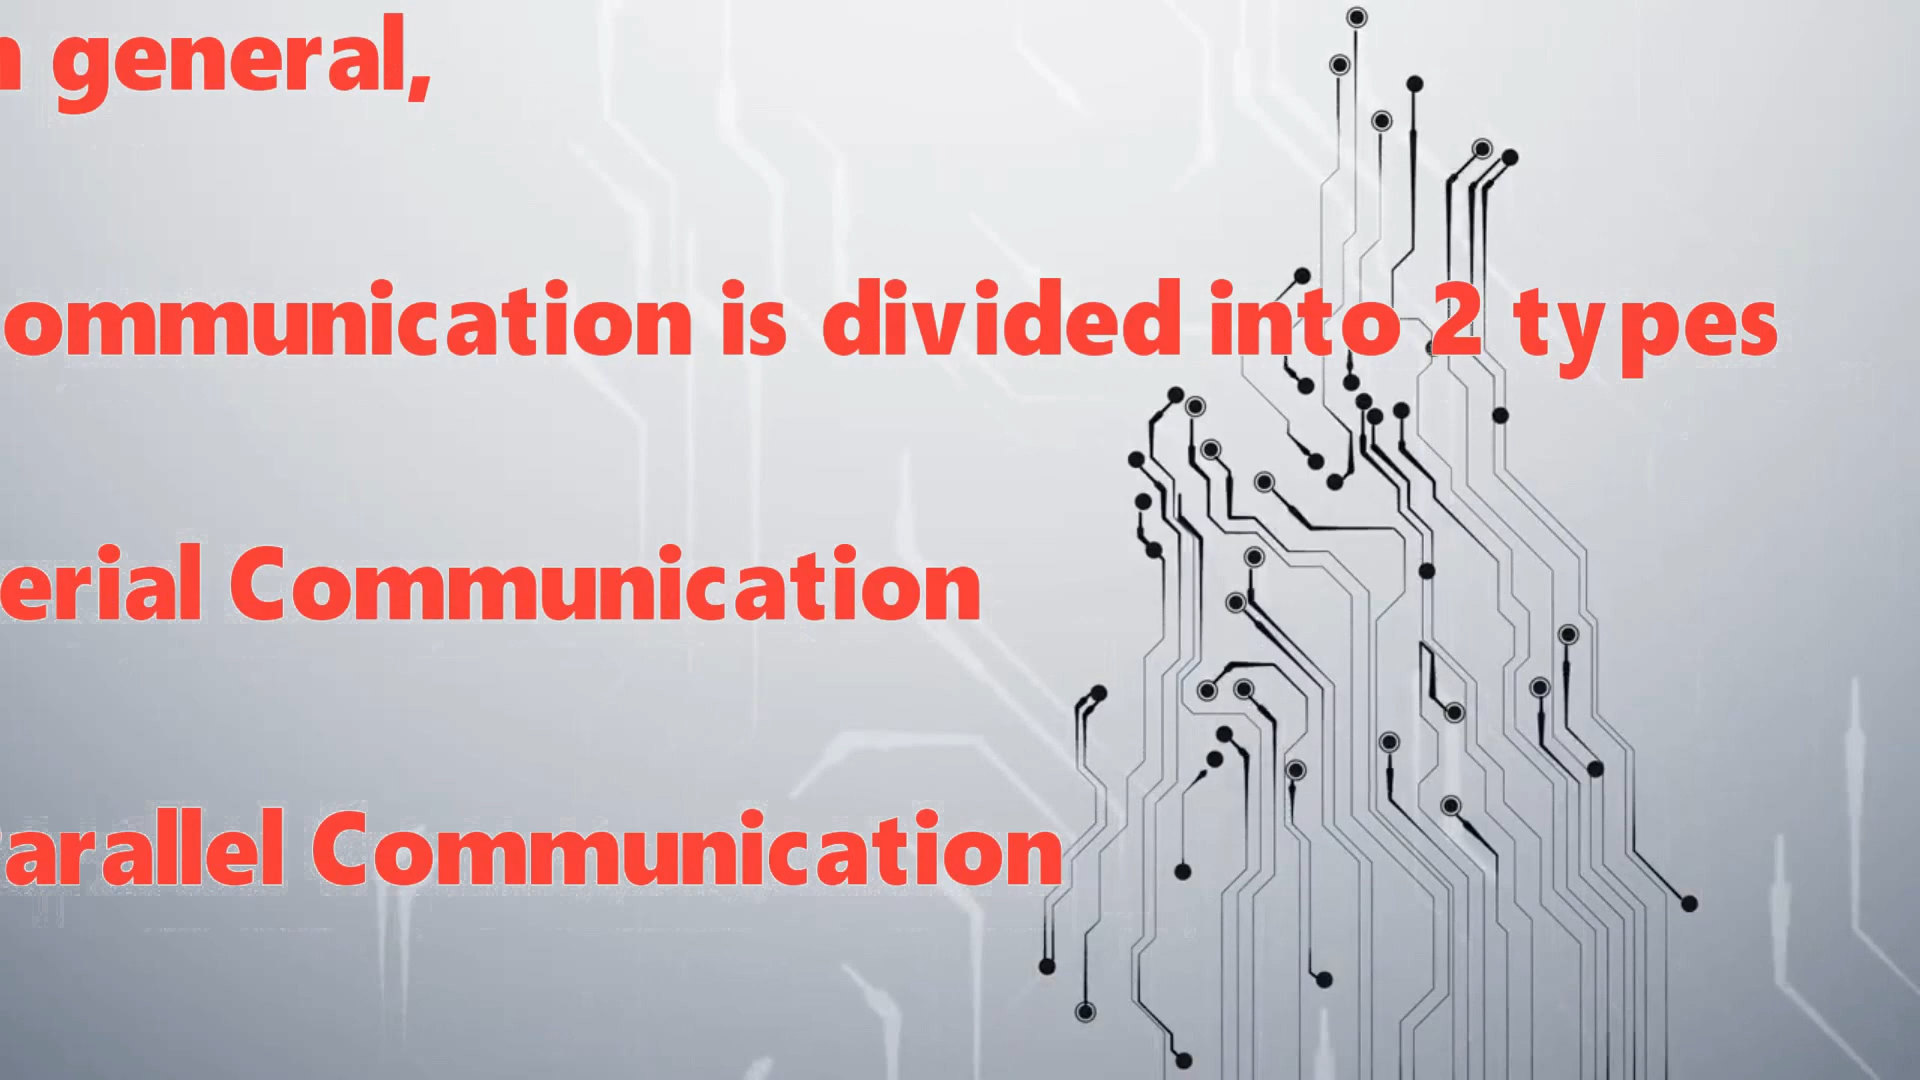 n general,
ommunication is divided into 2 types
erial Communication
arallel Communication